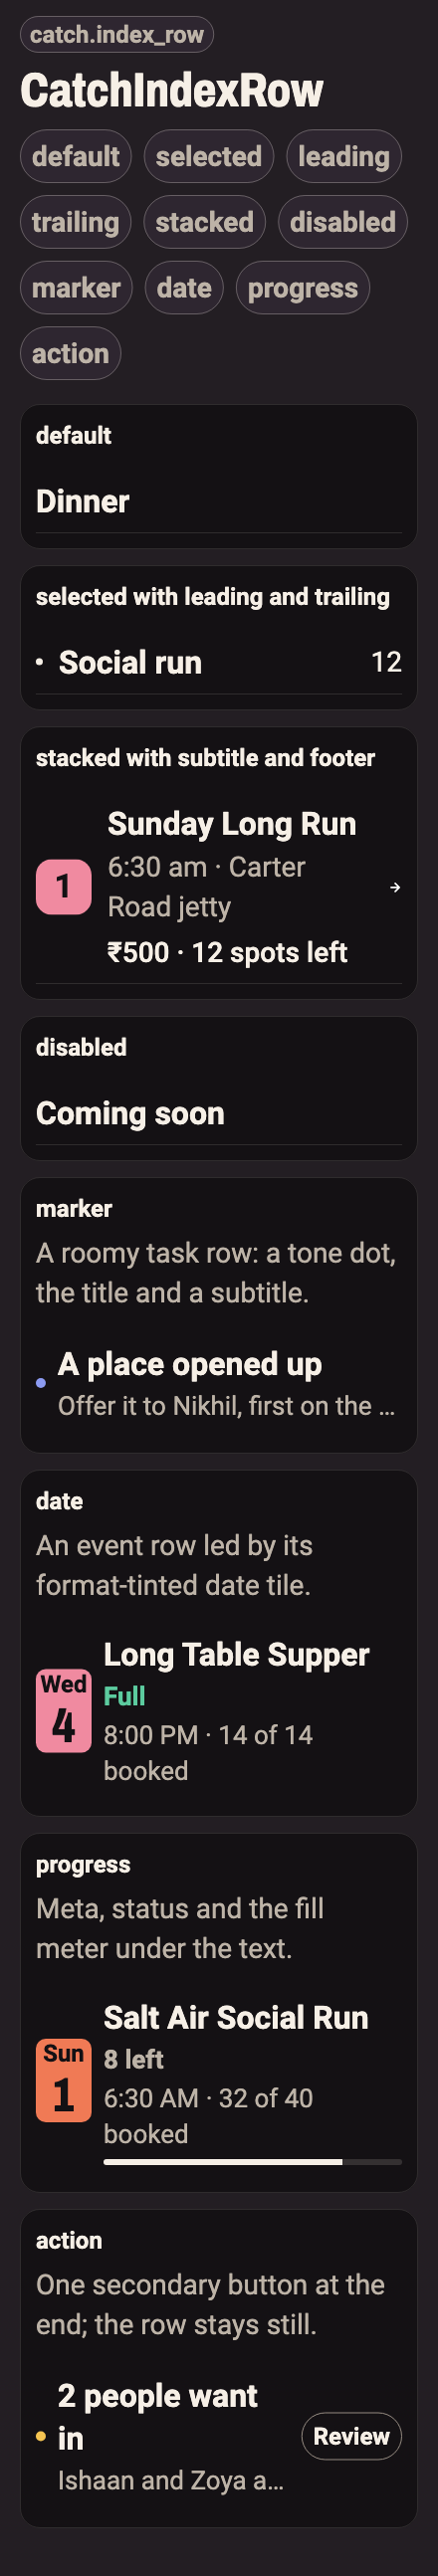 catch.index_row
CatchIndexRow
default selected leading
trailing stacked disabled
marker date progress
action
default
Dinner
selected with leading and trailing
Social run 12
stacked with subtitle and footer
1
Sunday Long Run
6:30 am · Carter
Road jetty
₹500 · 12 spots left
disabled
Coming soon
marker
A roomy task row: a tone dot,
the title and a subtitle.
A place opened up
Offer it to Nikhil, first on the ...
date
An event row led by its
format-tinted date tile.
Wed
4
Long Table Supper
Full
8:00 PM · 14 of 14
booked
progress
Meta, status and the fill
meter under the text.
Sun
1
Salt Air Social Run
8 left
6:30 AM · 32 of 40
booked
action
One secondary button at the
end; the row stays still.
2 people want
in
Ishaan and Zoya a...
Review